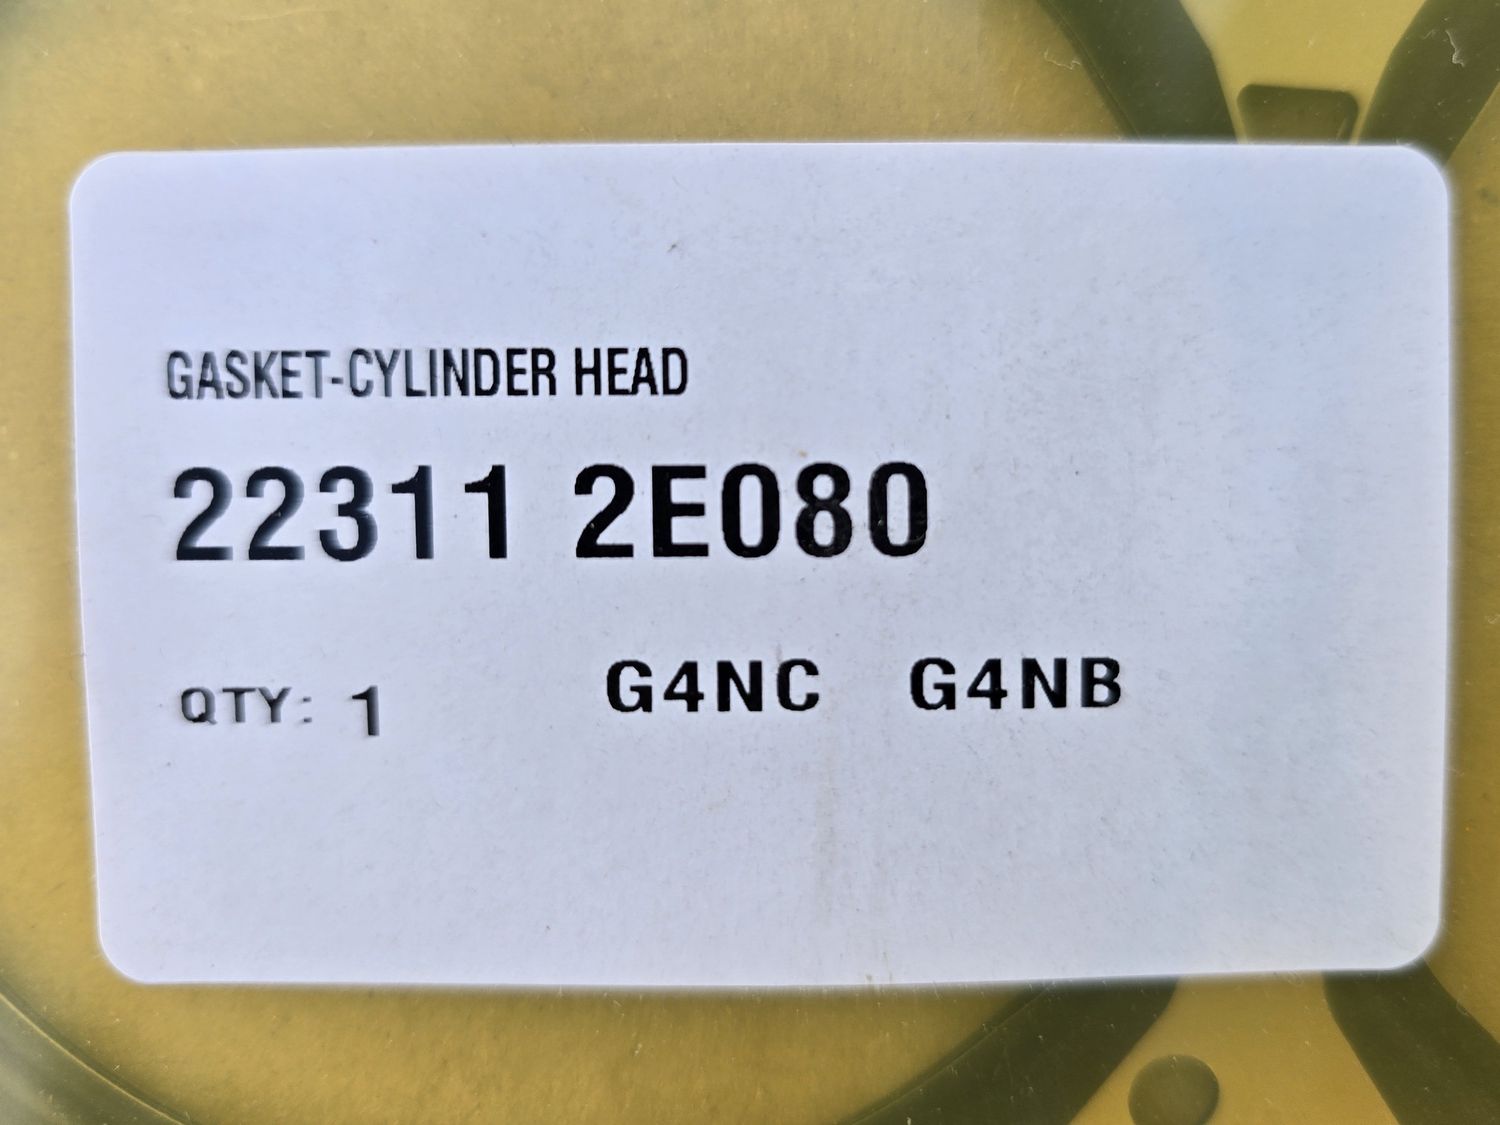 GASKET-CYLINDER HEAD
22311 2E080
QTY: 1 G4NC G4NB